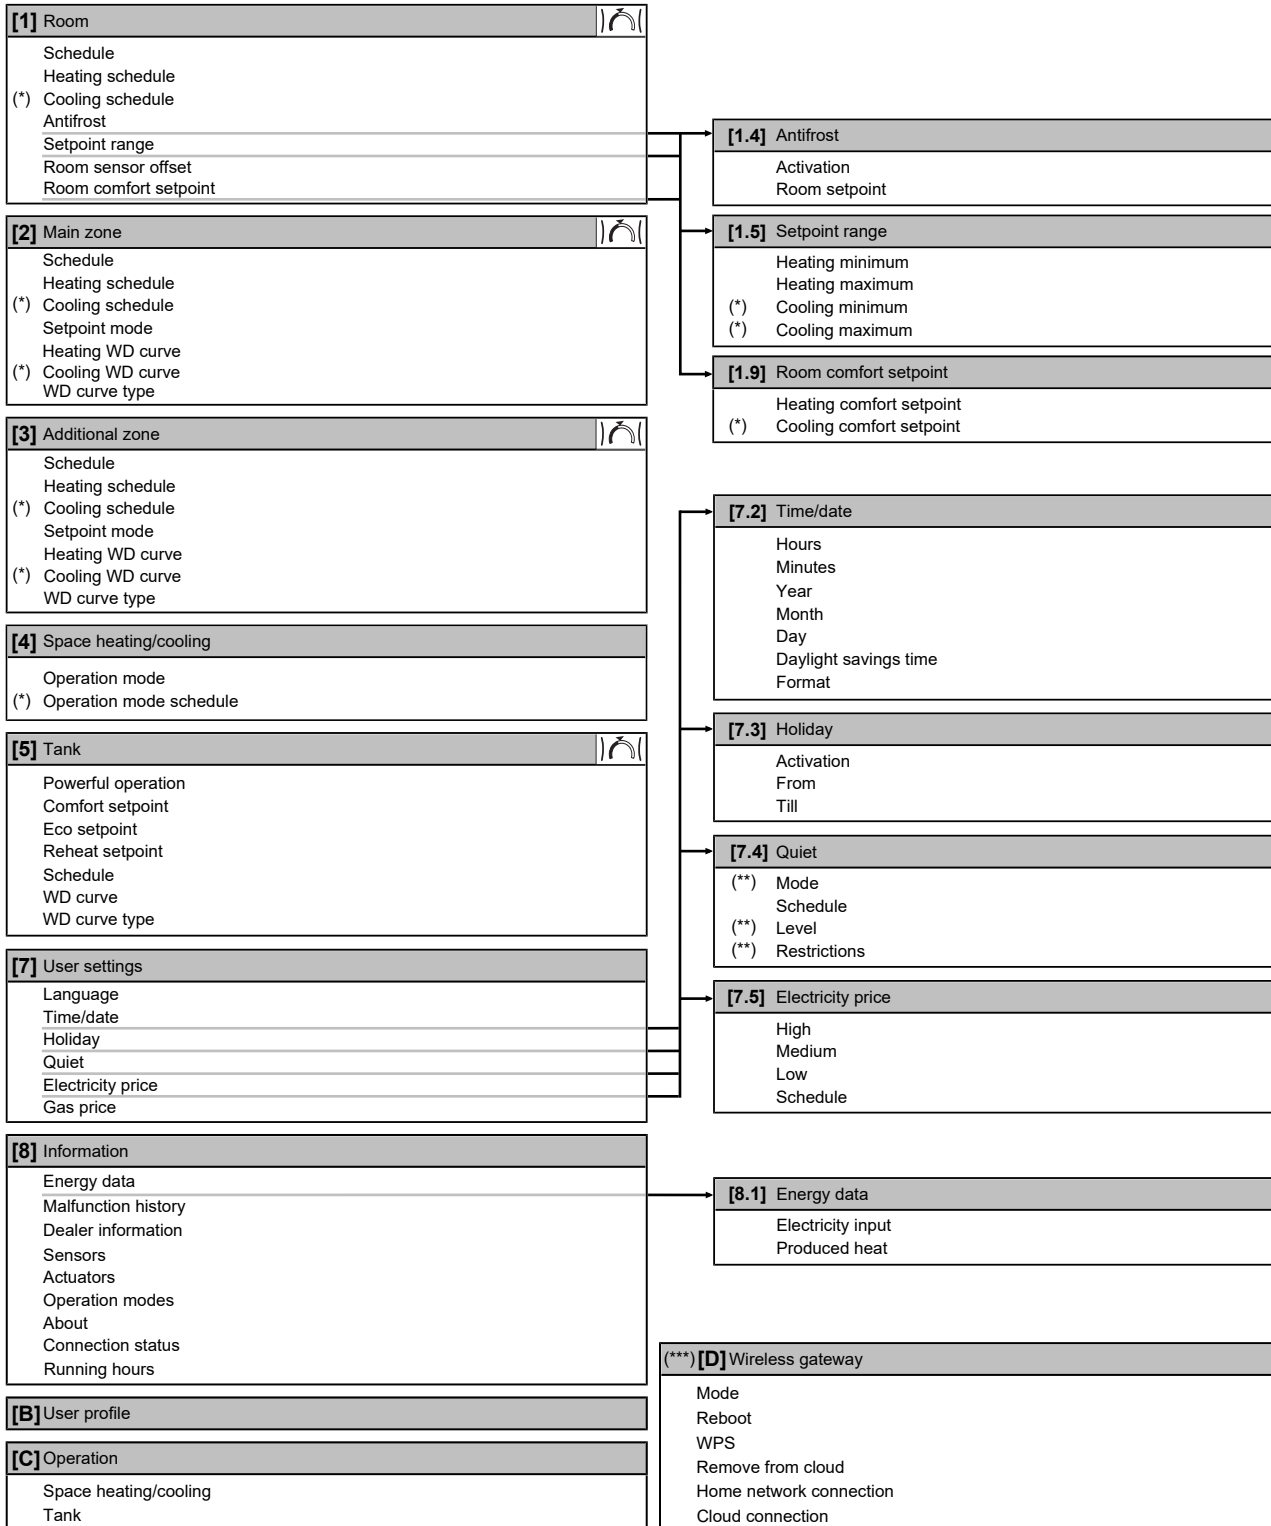 [1] Room
Schedule
Heating schedule
(*) Cooling schedule
Antifrost
Setpoint range
Room sensor offset
Room comfort setpoint
[2] Main zone
Schedule
Heating schedule
(*) Cooling schedule
Setpoint mode
Heating WD curve
(*) Cooling WD curve
WD curve type
[3] Additional zone
Schedule
Heating schedule
(*) Cooling schedule
Setpoint mode
Heating WD curve
(*) Cooling WD curve
WD curve type
[4] Space heating/cooling
Operation mode
(*) Operation mode schedule
[5] Tank
Powerful operation
Comfort setpoint
Eco setpoint
Reheat setpoint
Schedule
WD curve
WD curve type
[7] User settings
Language
Time/date
Holiday
Quiet
Electricity price
Gas price
[8] Information
Energy data
Malfunction history
Dealer information
Sensors
Actuators
Operation modes
About
Connection status
Running hours
[B] User profile
[C] Operation
Space heating/cooling
Tank
[1.4] Antifrost
Activation
Room setpoint
[1.5] Setpoint range
Heating minimum
Heating maximum
(*) Cooling minimum
(*) Cooling maximum
[1.9] Room comfort setpoint
Heating comfort setpoint
(*) Cooling comfort setpoint
[7.2] Time/date
Hours
Minutes
Year
Month
Day
Daylight savings time
Format
[7.3] Holiday
Activation
From
Till
[7.4] Quiet
(**) Mode
Schedule
(**) Level
(**) Restrictions
[7.5] Electricity price
High
Medium
Low
Schedule
[8.1] Energy data
Electricity input
Produced heat
(***) [D] Wireless gateway
Mode
Reboot
WPS
Remove from cloud
Home network connection
Cloud connection